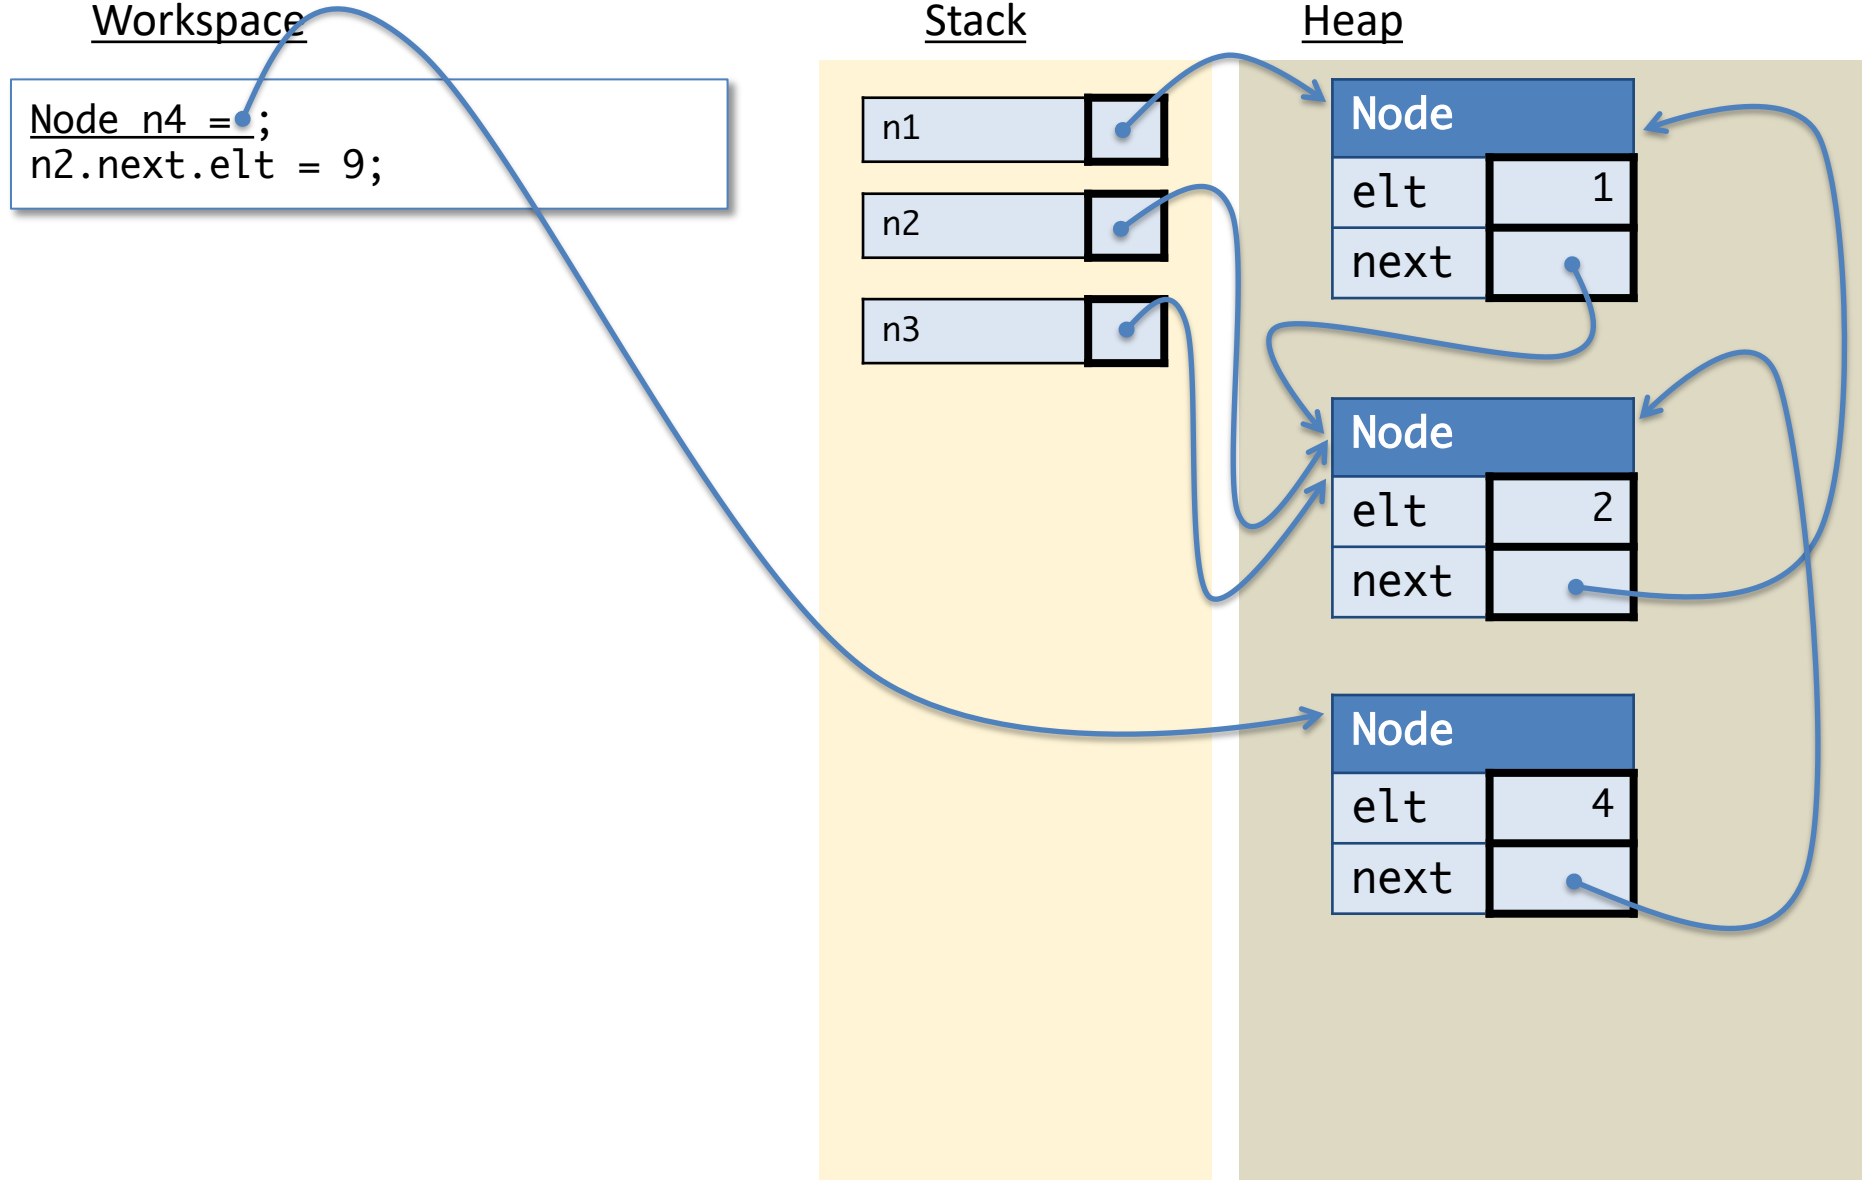 Workspace
Node n4 = ;
n2.next.elt = 9;
Stack
n1
n2
n3
Heap
Node
elt 1
next
Node
elt 2
next
Node
elt 4
next